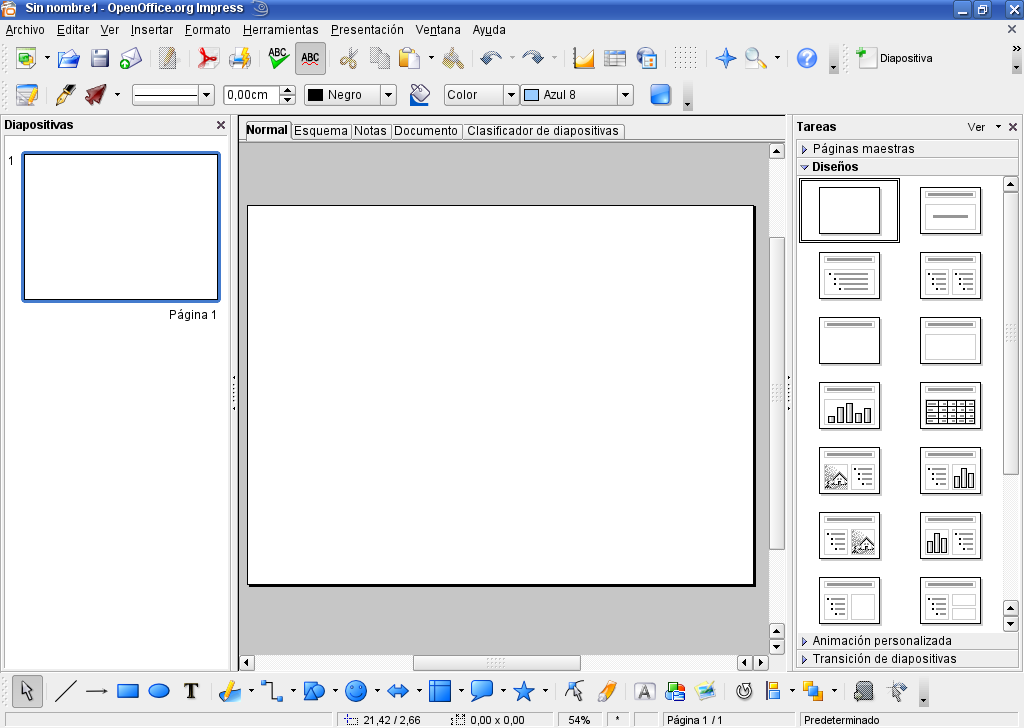 Sin nombre1 - OpenOffice.org Impress
Archivo Editar Ver Insertar Formato Herramientas Presentación Ventana Ayuda
ABC ABC Diapositiva
0,00cm Negro Color Azul 8
Diapositivas
Normal Esquema Notas Documento Clasificador de diapositivas
Tareas Ver
Páginas maestras
Diseños
1
Página 1
Animación personalizada
Transición de diapositivas
T A
21,42 / 2,66 0,00 x 0,00 54% * Página 1 / 1 Predeterminado